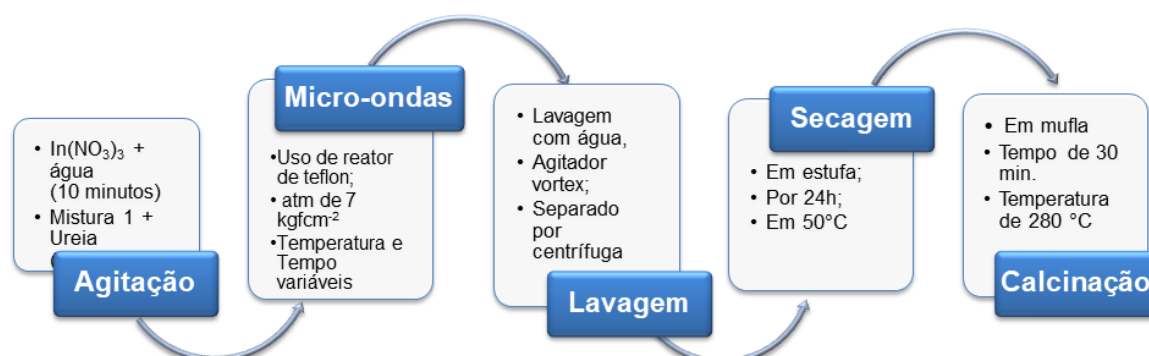 • In(NO₃)₃ +
água
(10 minutos)
• Mistura 1 +
Ureia
(
Agitação
Micro-ondas
•Uso de reator
de teflon;
• atm de 7
kgfcm⁻²
•Temperatura e
Tempo
variáveis
• Lavagem
com água,
• Agitador
vortex;
• Separado
por
centrífuga
Lavagem
Secagem
• Em estufa;
• Por 24h;
• Em 50°C
• Em mufla
• Tempo de 30
min.
• Temperatura
de 280 °C
Calcinação